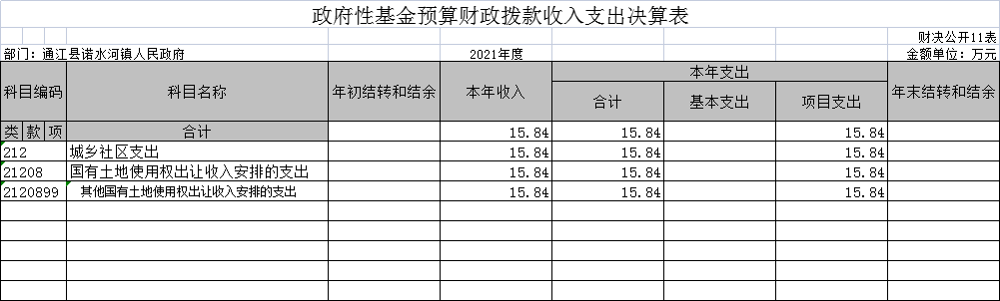 政府性基金预算财政拨款收入支出决算表
财决公开11表
部门：通江县诺水河镇人民政府 2021年度 金额单位：万元
科目编码 科目名称 年初结转和结余 本年收入 本年支出 年末结转和结余
合计 基本支出 项目支出
类 款 项 合计 15.84 15.84 15.84
212 城乡社区支出 15.84 15.84 15.84
21208 国有土地使用权出让收入安排的支出 15.84 15.84 15.84
2120899 其他国有土地使用权出让收入安排的支出 15.84 15.84 15.84